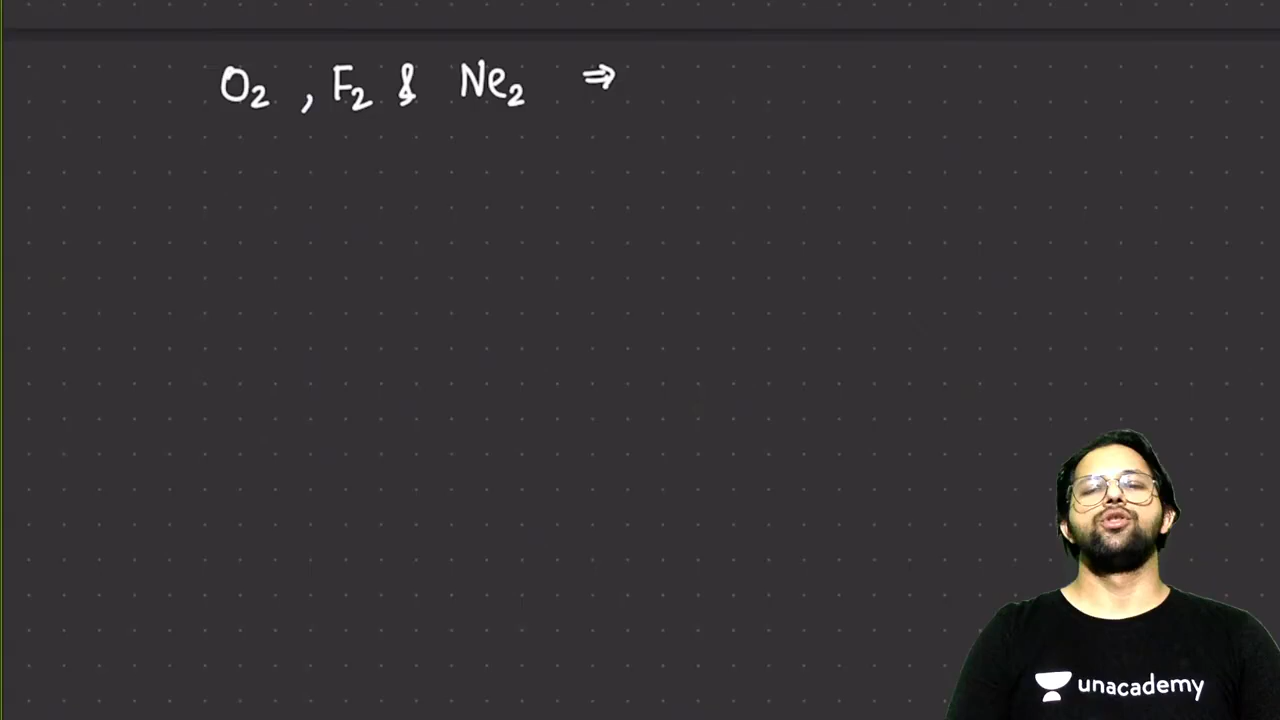 O₂ , F₂ & Ne₂ ⇒
unacademy